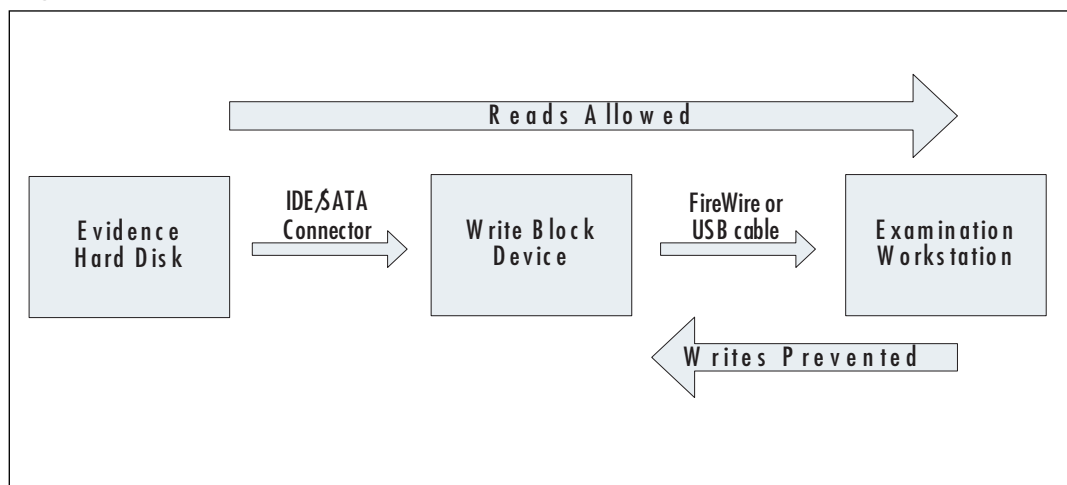 Reads Allowed
Evidence
Hard Disk
IDE/SATA
Connector
Write Block
Device
FireWire or
USB cable
Examination
Workstation
Writes Prevented